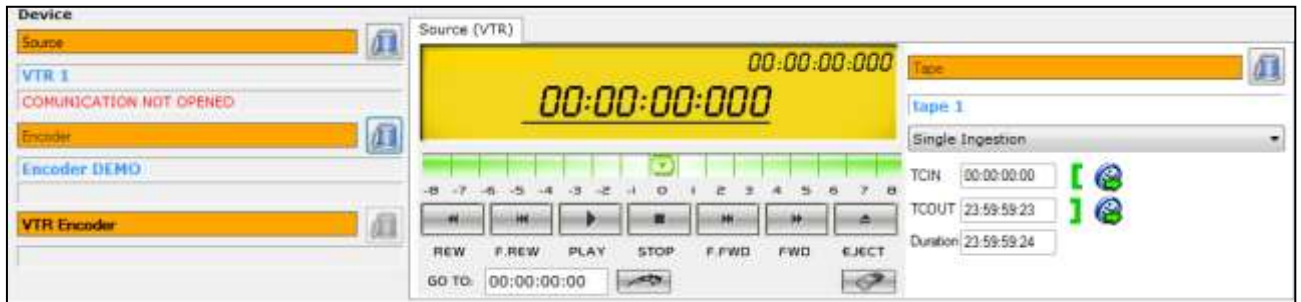 Device
Source
VTR 1
COMUNICATION NOT OPENED
Encoder
Encoder DEMO
VTR Encoder
Source (VTR)
00:00:00:000
00:00:00:000
-8 -7 -6 -5 -4 -3 -2 -1 0 1 2 3 4 5 6 7 8
REW F.REW PLAY STOP F.FWD FWD EJECT
GO TO: 00:00:00:00
Tape
tape 1
Single Ingestion
TCIN 00:00:00:00
TCOUT 23:59:59:23
Duration 23:59:59:24